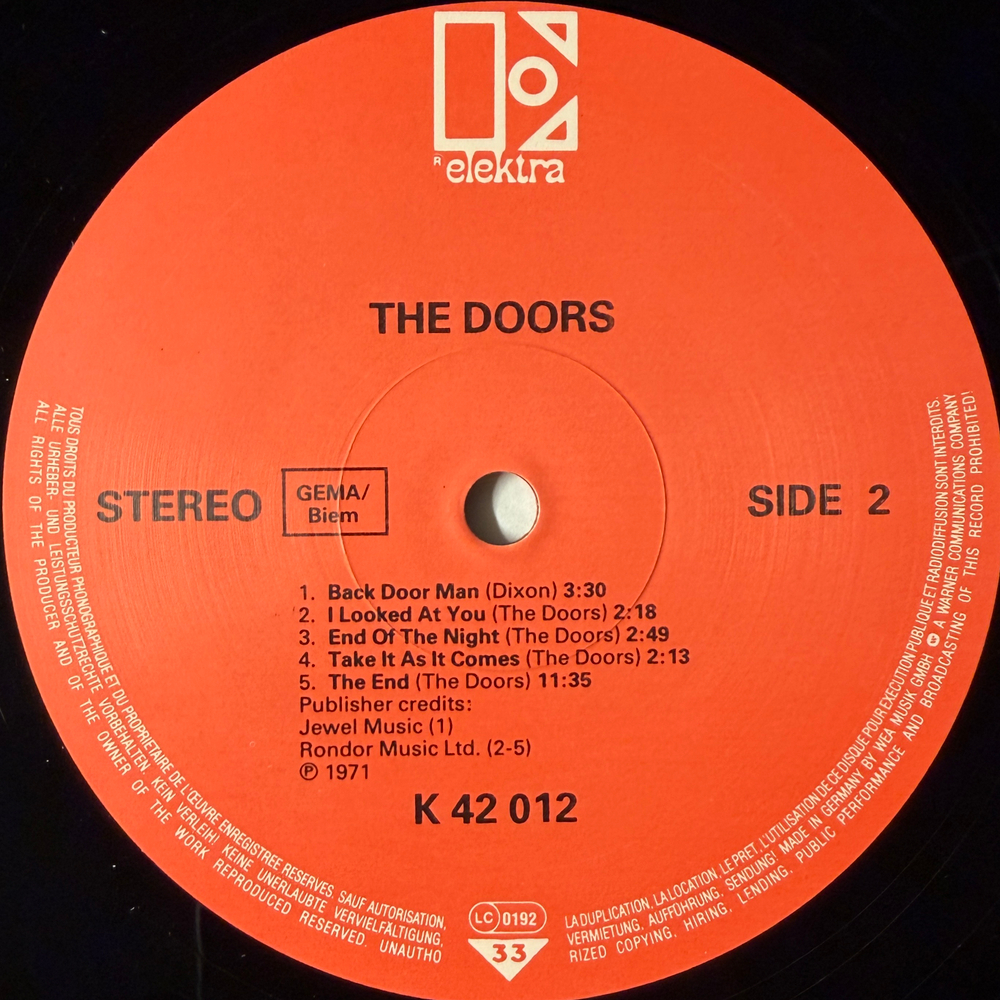 ® elektra
THE DOORS
STEREO
GEMA/
Biem
SIDE 2
1. Back Door Man (Dixon) 3:30
2. I Looked At You (The Doors) 2:18
3. End Of The Night (The Doors) 2:49
4. Take It As It Comes (The Doors) 2:13
5. The End (The Doors) 11:35
Publisher credits:
Jewel Music (1)
Rondor Music Ltd. (2-5)
℗ 1971
K 42 012
TOUS DROITS DU PRODUCTEUR PHONOGRAPHIQUE ET DU PROPRIETAIRE DE L'ŒUVRE ENREGISTREE RESERVES. SAUF AUTORISATION, LA DUPLICATION, LA LOCATION, LE PRET, L'UTILISATION DE CE DISQUE POUR EXECUTION PUBLIQUE ET RADIODIFFUSION SONT INTERDITS.
ALLE URHEBER- UND LEISTUNGSSCHUTZRECHTE VORBEHALTEN. KEIN VERLEIH! KEINE UNERLAUBTE VERVIELFÄLTIGUNG, VERMIETUNG, AUFFÜHRUNG, SENDUNG! MADE IN GERMANY BY WEA MUSIK GMBH A WARNER COMMUNICATIONS COMPANY
ALL RIGHTS OF THE PRODUCER AND OF THE OWNER OF THE WORK REPRODUCED RESERVED. UNAUTHORIZED COPYING, HIRING, LENDING, PUBLIC PERFORMANCE AND BROADCASTING OF THIS RECORD PROHIBITED!
LC 0192
33